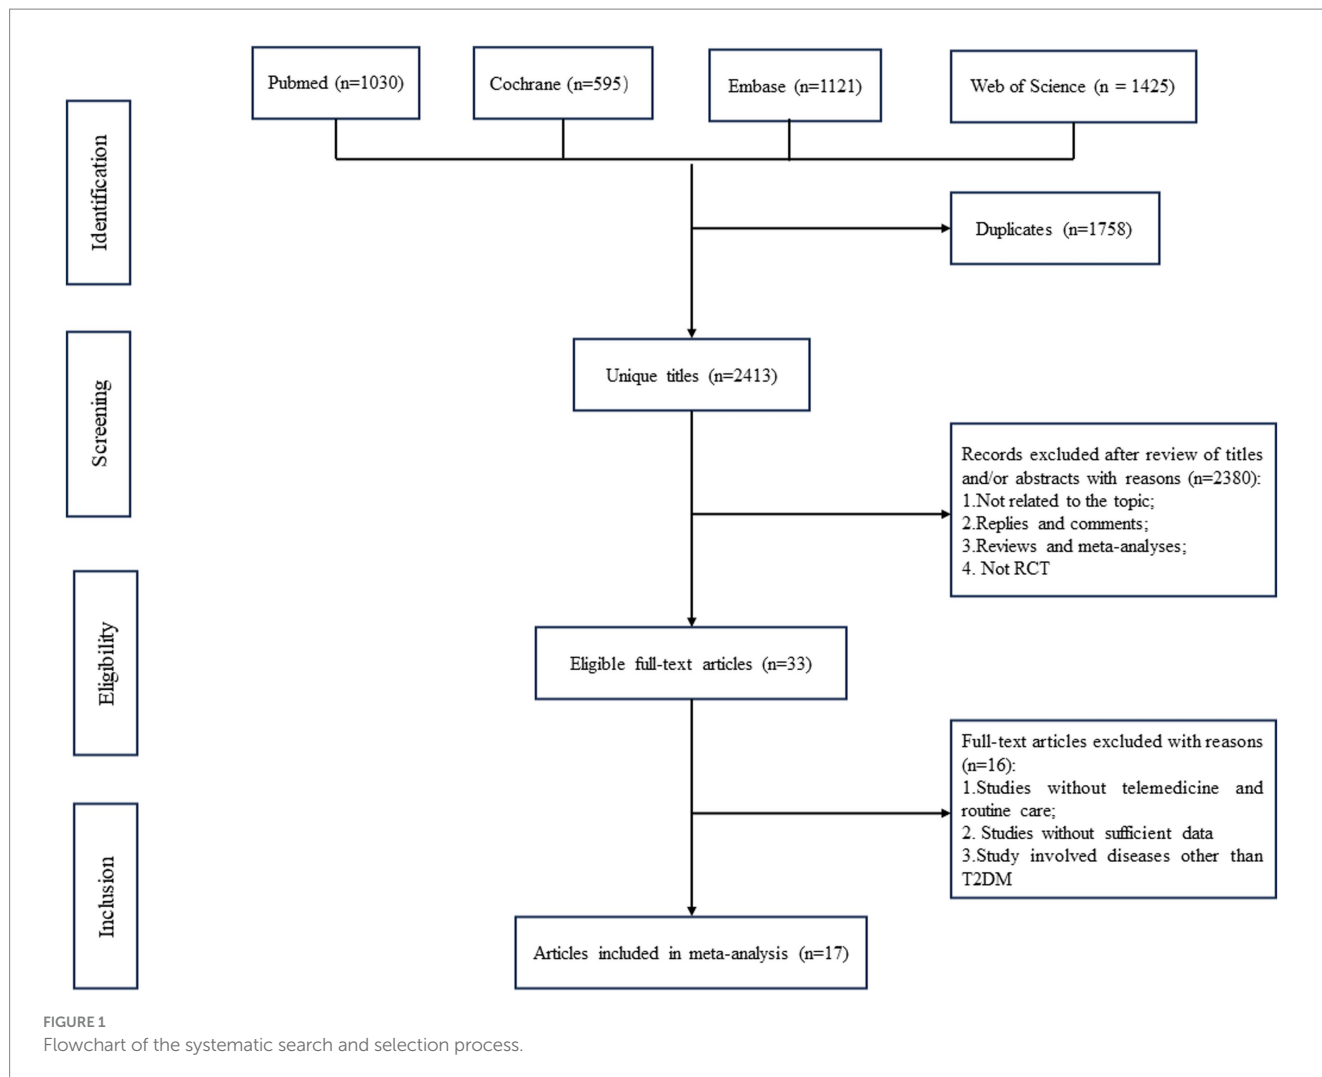 Pubmed (n=1030)
Cochrane (n=595)
Embase (n=1121)
Web of Science (n = 1425)
Identification
Duplicates (n=1758)
Unique titles (n=2413)
Screening
Records excluded after review of titles
and/or abstracts with reasons (n=2380):
1.Not related to the topic;
2.Replies and comments;
3.Reviews and meta-analyses;
4. Not RCT
Eligibility
Eligible full-text articles (n=33)
Full-text articles excluded with reasons
(n=16):
1.Studies without telemedicine and
routine care;
2. Studies without sufficient data
3.Study involved diseases other than
T2DM
Inclusion
Articles included in meta-analysis (n=17)
FIGURE 1
Flowchart of the systematic search and selection process.